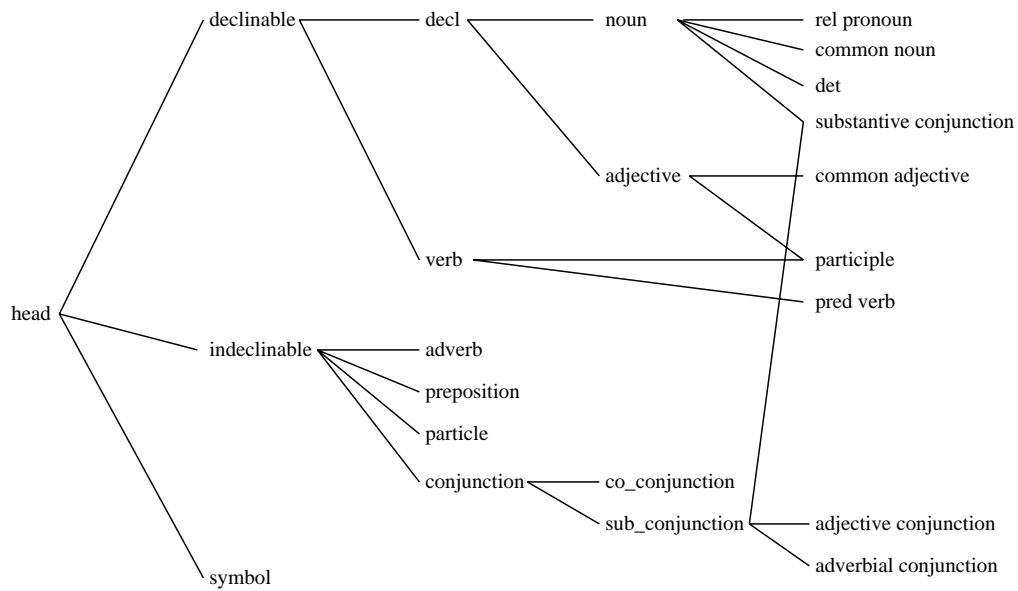 declinable
decl
noun
rel pronoun
common noun
det
substantive conjunction
adjective
common adjective
verb
participle
pred verb
head
indeclinable
adverb
preposition
particle
conjunction
co_conjunction
sub_conjunction
adjective conjunction
adverbial conjunction
symbol